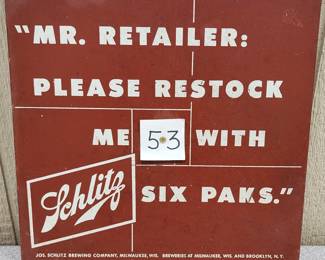 "MR. RETAILER:
PLEASE RESTOCK
ME 53 WITH
Schlitz SIX PAKS."
JOS. SCHLITZ BREWING COMPANY, MILWAUKEE, WIS. BREWERIES AT MILWAUKEE, WIS. AND BROOKLYN, N.Y.